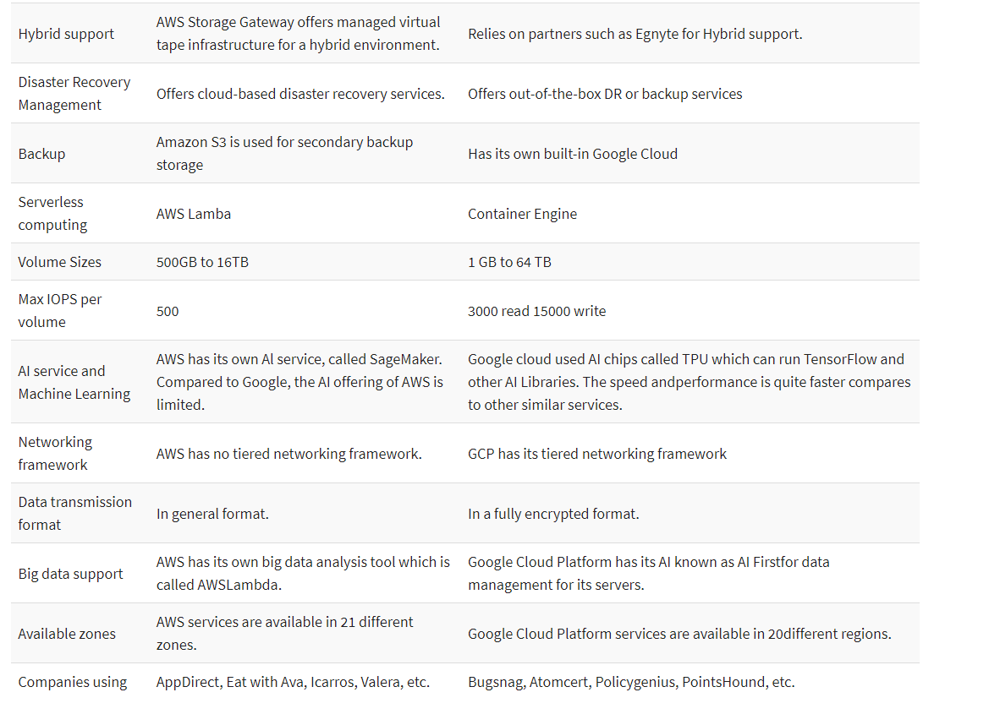 Hybrid support
AWS Storage Gateway offers managed virtual
tape infrastructure for a hybrid environment.
Relies on partners such as Egnyte for Hybrid support.
Disaster Recovery
Management
Offers cloud-based disaster recovery services.
Offers out-of-the-box DR or backup services
Backup
Amazon S3 is used for secondary backup
storage
Has its own built-in Google Cloud
Serverless
computing
AWS Lamba
Container Engine
Volume Sizes
500GB to 16TB
1 GB to 64 TB
Max IOPS per
volume
500
3000 read 15000 write
AI service and
Machine Learning
AWS has its own Al service, called SageMaker.
Compared to Google, the AI offering of AWS is
limited.
Google cloud used AI chips called TPU which can run TensorFlow and
other AI Libraries. The speed andperformance is quite faster compares
to other similar services.
Networking
framework
AWS has no tiered networking framework.
GCP has its tiered networking framework
Data transmission
format
In general format.
In a fully encrypted format.
Big data support
AWS has its own big data analysis tool which is
called AWSLambda.
Google Cloud Platform has its AI known as AI Firstfor data
management for its servers.
Available zones
AWS services are available in 21 different
zones.
Google Cloud Platform services are available in 20different regions.
Companies using
AppDirect, Eat with Ava, Icarros, Valera, etc.
Bugsnag, Atomcert, Policygenius, PointsHound, etc.